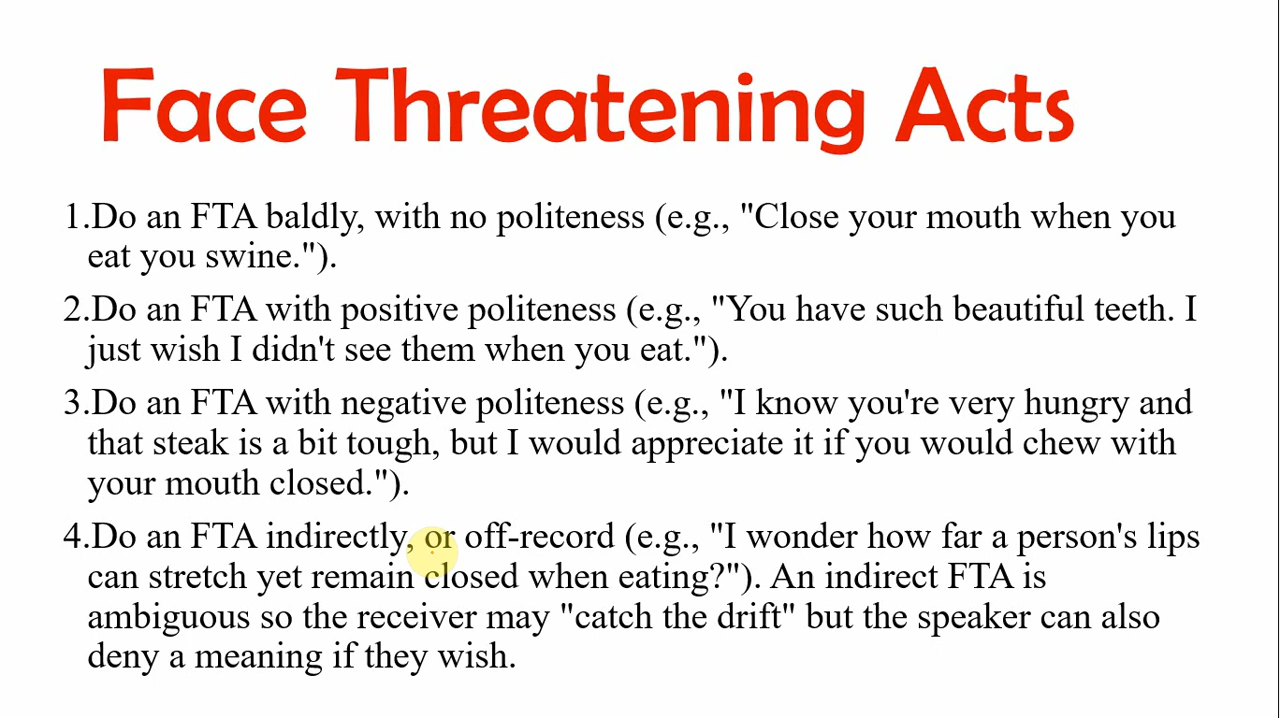 Face Threatening Acts
1.Do an FTA baldly, with no politeness (e.g., "Close your mouth when you
eat you swine.").
2.Do an FTA with positive politeness (e.g., "You have such beautiful teeth. I
just wish I didn't see them when you eat.").
3.Do an FTA with negative politeness (e.g., "I know you're very hungry and
that steak is a bit tough, but I would appreciate it if you would chew with
your mouth closed.").
4.Do an FTA indirectly, or off-record (e.g., "I wonder how far a person's lips
can stretch yet remain closed when eating?"). An indirect FTA is
ambiguous so the receiver may "catch the drift" but the speaker can also
deny a meaning if they wish.